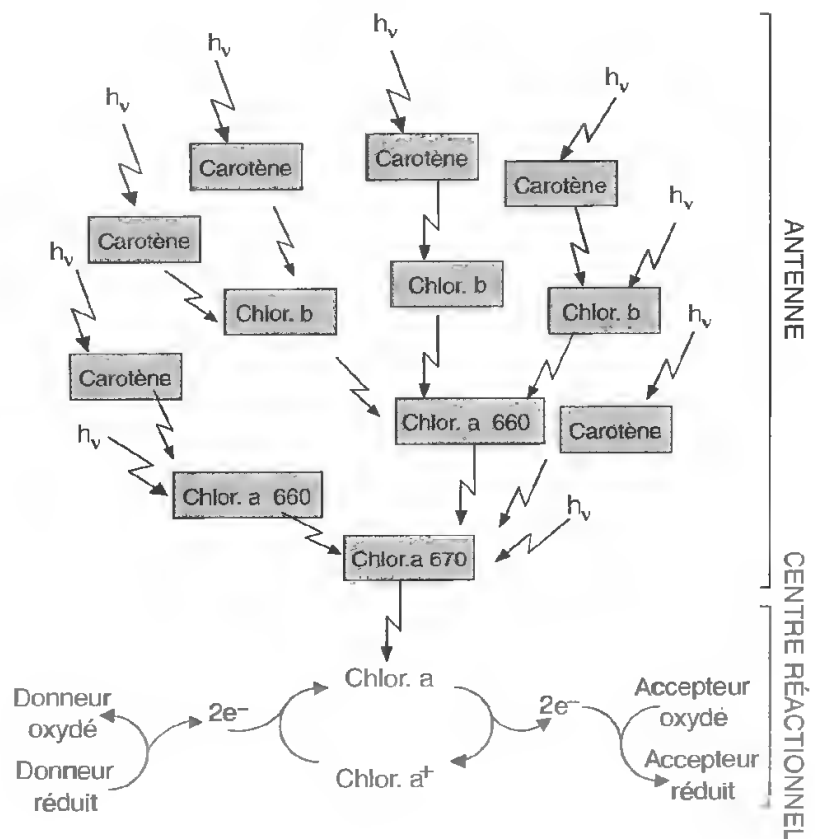 hν
hν
hν
hν
hν
Carotène
Carotène
Carotène
hν
Carotène
hν
Chlor. b
Chlor. b
Chlor. b
hν
Carotène
Chlor. a 660
Carotène
hν
Chlor. a 660
hν
Chlor.a 670
ANTENNE
CENTRE RÉACTIONNEL
Chlor. a
Donneur
oxydé
2e⁻
2e⁻
Accepteur
oxydé
Donneur
réduit
Chlor. a⁺
Accepteur
réduit